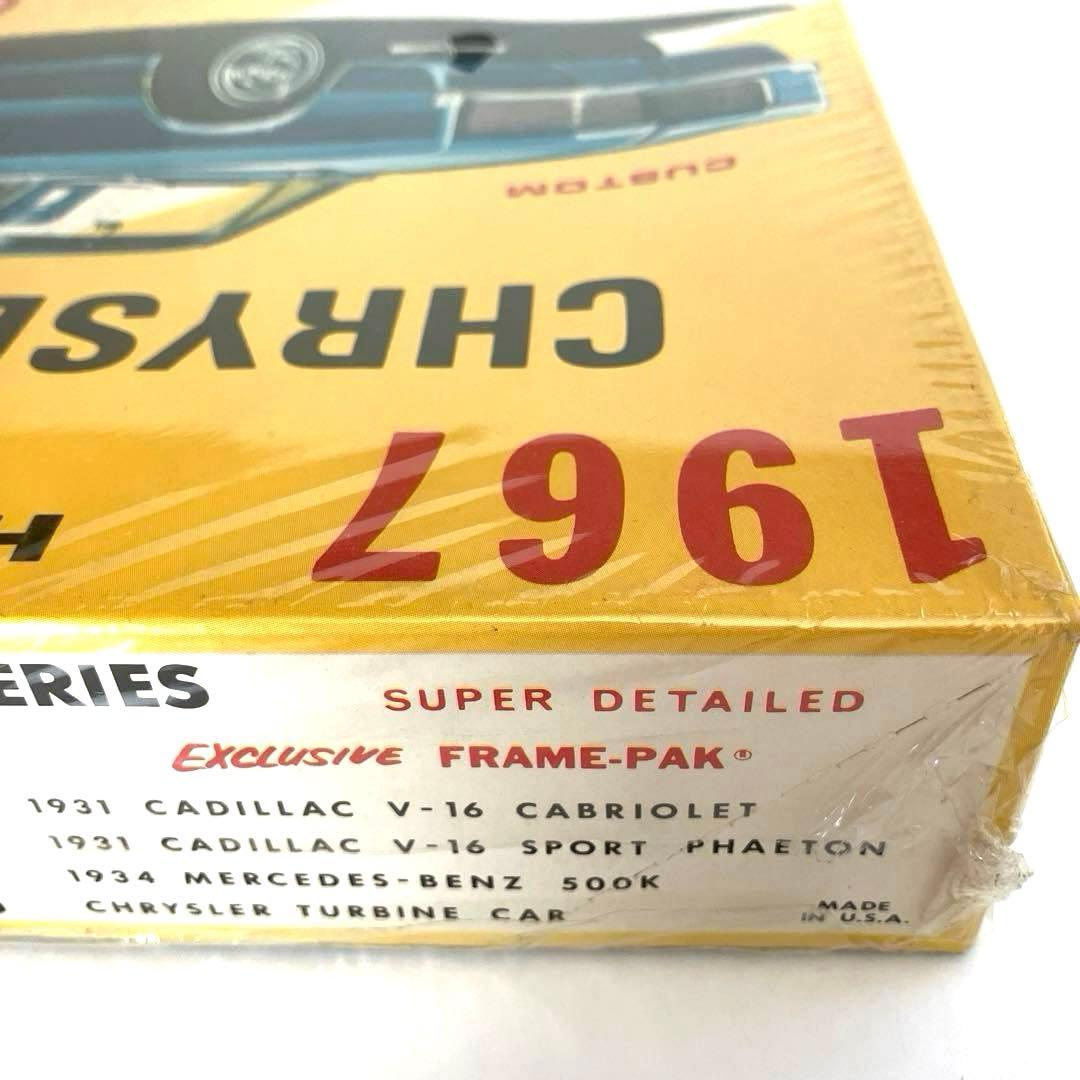 1967
CHRYS
CUSTOM
ERIES
SUPER DETAILED
EXCLUSIVE FRAME-PAK®
1931 CADILLAC V-16 CABRIOLET
1931 CADILLAC V-16 SPORT PHAETON
1934 MERCEDES-BENZ 500K
CHRYSLER TURBINE CAR
MADE
IN U.S.A.